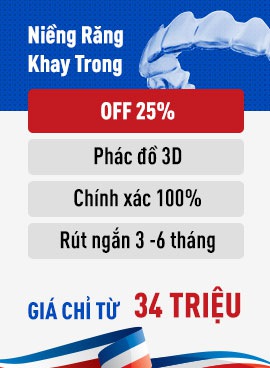 Niềng Răng
Khay Trong
OFF 25%
Phác đồ 3D
Chính xác 100%
Rút ngắn 3 -6 tháng
GIÁ CHỈ TỪ 34 TRIỆU